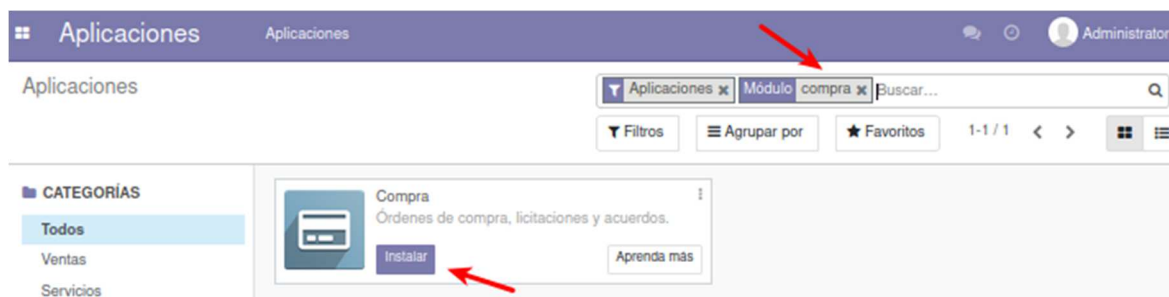 Aplicaciones Aplicaciones Administrator
Aplicaciones
Aplicaciones x Módulo compra x Buscar...
Filtros Agrupar por Favoritos 1-1 / 1
CATEGORÍAS
Todos
Ventas
Servicios
Compra
Órdenes de compra, licitaciones y acuerdos.
Instalar Aprenda más